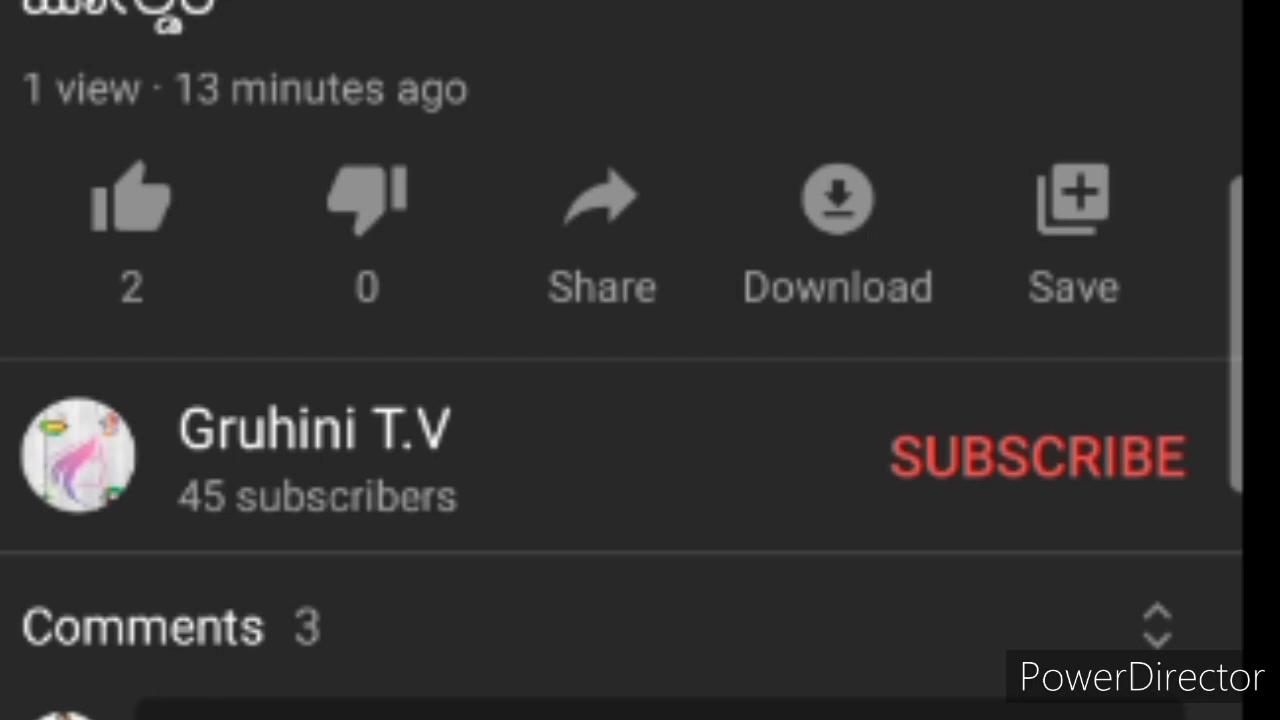 1 view · 13 minutes ago
2
0
Share
Download
Save
Gruhini T.V
SUBSCRIBE
45 subscribers
Comments 3
PowerDirector